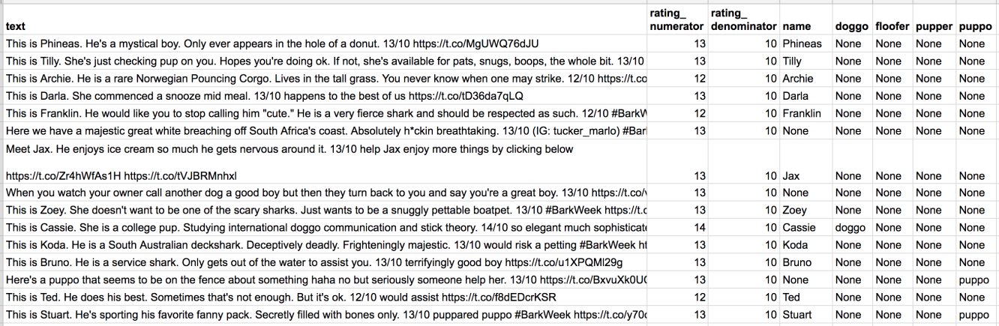 text rating_ numerator rating_ denominator name doggo floofer pupper puppo
This is Phineas. He's a mystical boy. Only ever appears in the hole of a donut. 13/10 https://t.co/MgUWQ76dJU 13 10 Phineas None None None None
This is Tilly. She's just checking pup on you. Hopes you're doing ok. If not, she's available for pats, snugs, boops, the whole bit. 13/10 13 10 Tilly None None None None
This is Archie. He is a rare Norwegian Pouncing Corgo. Lives in the tall grass. You never know when one may strike. 12/10 https://t.co 12 10 Archie None None None None
This is Darla. She commenced a snooze mid meal. 13/10 happens to the best of us https://t.co/tD36da7qLQ 13 10 Darla None None None None
This is Franklin. He would like you to stop calling him "cute." He is a very fierce shark and should be respected as such. 12/10 #BarkW 12 10 Franklin None None None None
Here we have a majestic great white breaching off South Africa's coast. Absolutely h*ckin breathtaking. 13/10 (IG: tucker_marlo) #Bar 13 10 None None None None None
Meet Jax. He enjoys ice cream so much he gets nervous around it. 13/10 help Jax enjoy more things by clicking below
https://t.co/Zr4hWfAs1H https://t.co/tVJBRMnhxl 13 10 Jax None None None None
When you watch your owner call another dog a good boy but then they turn back to you and say you're a great boy. 13/10 https://t.co/v 13 10 None None None None None
This is Zoey. She doesn't want to be one of the scary sharks. Just wants to be a snuggly pettable boatpet. 13/10 #BarkWeek https://t.c 13 10 Zoey None None None None
This is Cassie. She is a college pup. Studying international doggo communication and stick theory. 14/10 so elegant much sophisticate 14 10 Cassie doggo None None None
This is Koda. He is a South Australian deckshark. Deceptively deadly. Frighteningly majestic. 13/10 would risk a petting #BarkWeek ht 13 10 Koda None None None None
This is Bruno. He is a service shark. Only gets out of the water to assist you. 13/10 terrifyingly good boy https://t.co/u1XPQMl29g 13 10 Bruno None None None None
Here's a puppo that seems to be on the fence about something haha no but seriously someone help her. 13/10 https://t.co/BxvuXk0UC 13 10 None None None None puppo
This is Ted. He does his best. Sometimes that's not enough. But it's ok. 12/10 would assist https://t.co/f8dEDcrKSR 12 10 Ted None None None None
This is Stuart. He's sporting his favorite fanny pack. Secretly filled with bones only. 13/10 puppared puppo #BarkWeek https://t.co/y70c 13 10 Stuart None None None puppo